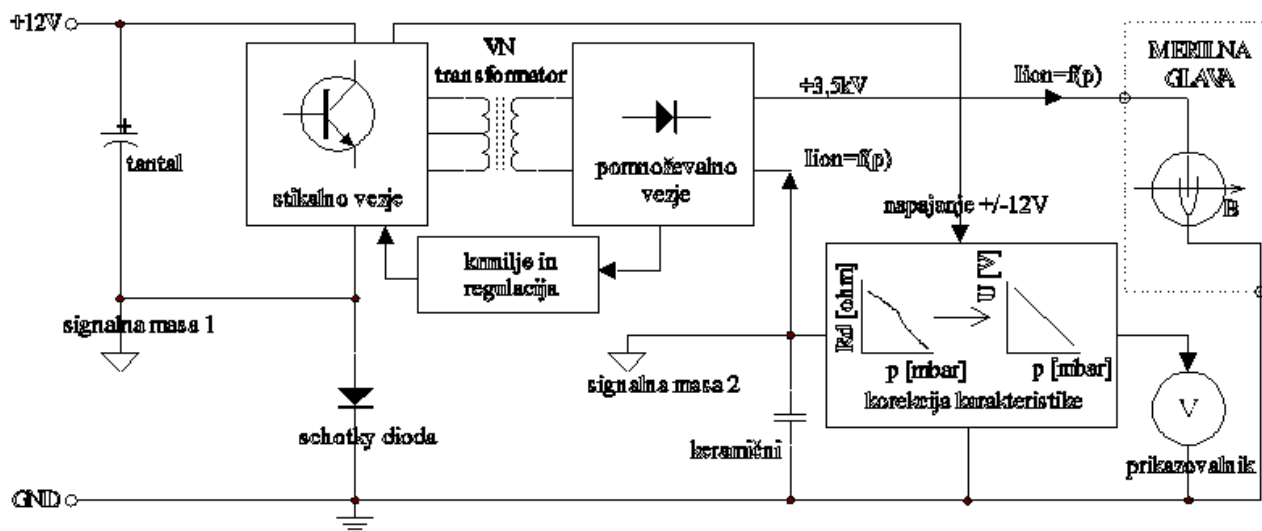 +12V
VN
transformator
MERILNA
GLAVA
+3,5kV
Iion=f(p)
+
tantal
stikalno vezje
pomnoževalno
vezje
Iion=f(p)
B
napajanje +/-12V
krmilje in
regulacija
signalna masa 1
Rd [ohm]
U [V]
p [mbar]
p [mbar]
korekcija karakteristike
signalna masa 2
V
schotky dioda
keramični
prikazovalnik
GND